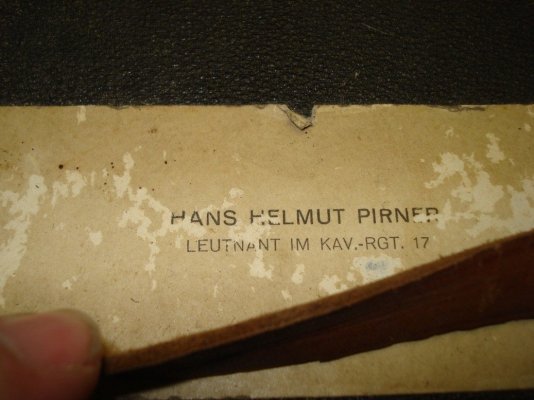 HANS HELMUT PIRNER
LEUTNANT IM KAV.-RGT. 17